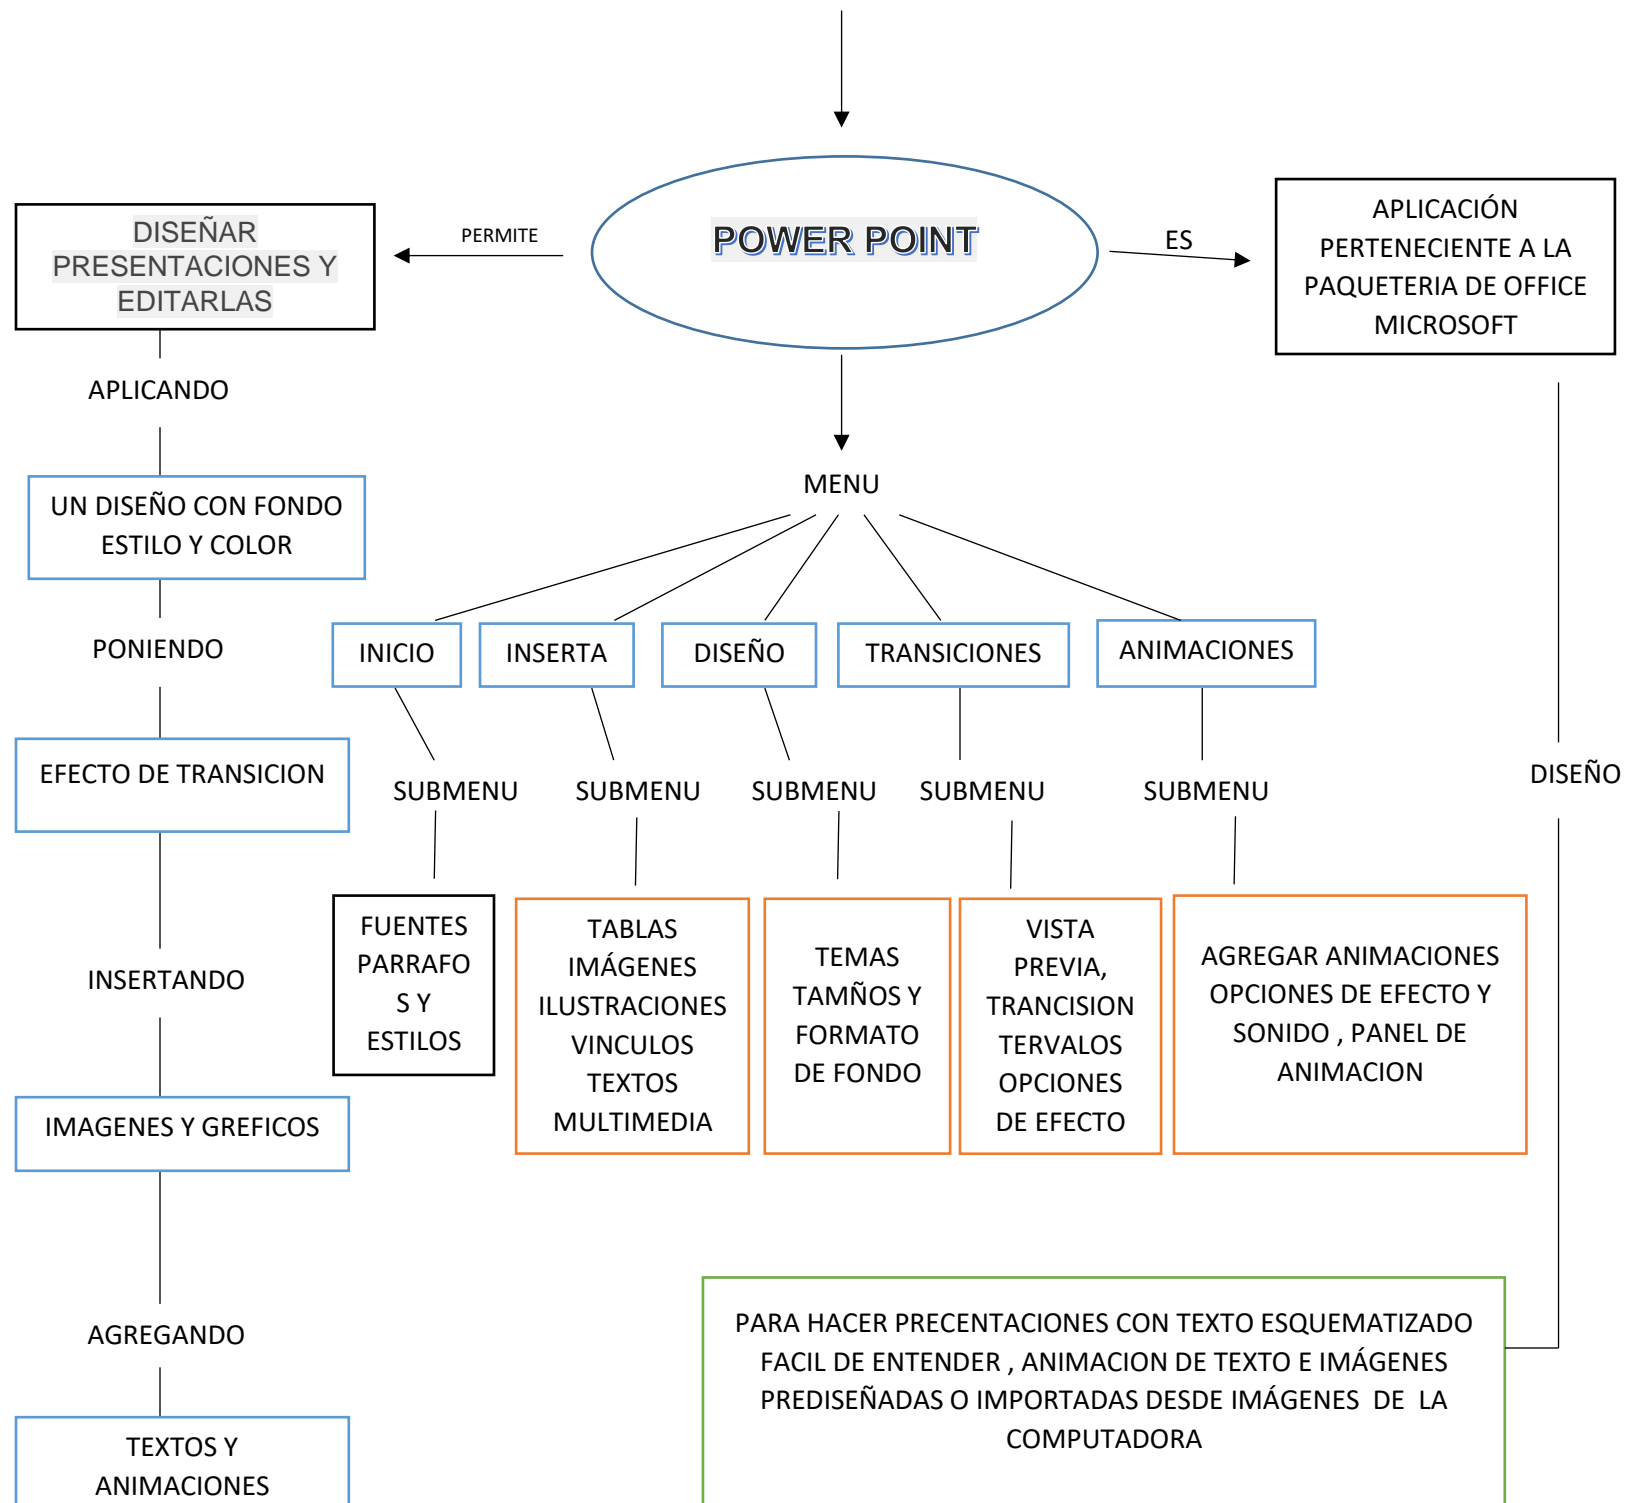 POWER POINT
PERMITE
DISEÑAR
PRESENTACIONES Y
EDITARLAS
ES
APLICACIÓN
PERTENECIENTE A LA
PAQUETERIA DE OFFICE
MICROSOFT
APLICANDO
UN DISEÑO CON FONDO
ESTILO Y COLOR
PONIENDO
EFECTO DE TRANSICION
INSERTANDO
IMAGENES Y GREFICOS
AGREGANDO
TEXTOS Y
ANIMACIONES
MENU
INICIO
INSERTA
DISEÑO
TRANSICIONES
ANIMACIONES
SUBMENU
SUBMENU
SUBMENU
SUBMENU
SUBMENU
FUENTES
PARRAFO
S Y
ESTILOS
TABLAS
IMÁGENES
ILUSTRACIONES
VINCULOS
TEXTOS
MULTIMEDIA
TEMAS
TAMÑOS Y
FORMATO
DE FONDO
VISTA
PREVIA,
TRANCISION
TERVALOS
OPCIONES
DE EFECTO
AGREGAR ANIMACIONES
OPCIONES DE EFECTO Y
SONIDO , PANEL DE
ANIMACION
DISEÑO
PARA HACER PRECENTACIONES CON TEXTO ESQUEMATIZADO
FACIL DE ENTENDER , ANIMACION DE TEXTO E IMÁGENES
PREDISEÑADAS O IMPORTADAS DESDE IMÁGENES  DE  LA
COMPUTADORA